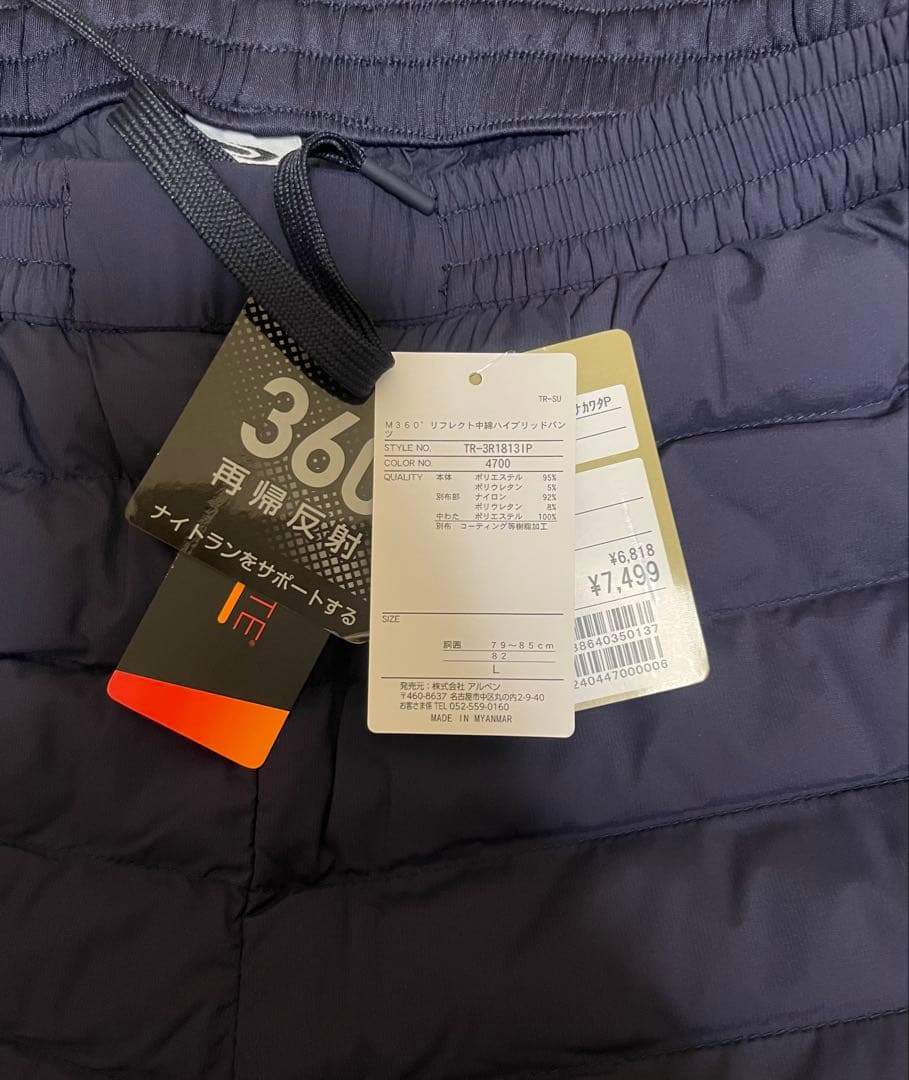 360
再帰反射
ナイトランをサポートする
TR-SU
M360°リフレクト中綿ハイブリッドパン
ツ
STYLE NO. TR-3R1813IP
COLOR NO. 4700
QUALITY 本体 ポリエステル 95%
ポリウレタン 5%
別布部 ナイロン 92%
ポリウレタン 8%
中わた ポリエステル 100%
別布 コーティング等樹脂加工
SIZE
胴囲 79～85cm
82
L
発売元：株式会社 アルペン
〒460-8637 名古屋市中区丸の内2-9-40
お客さま係 TEL 052-559-0160
MADE IN MYANMAR
ナカワタP
¥6,818
¥7,499
38640350137
240447000006